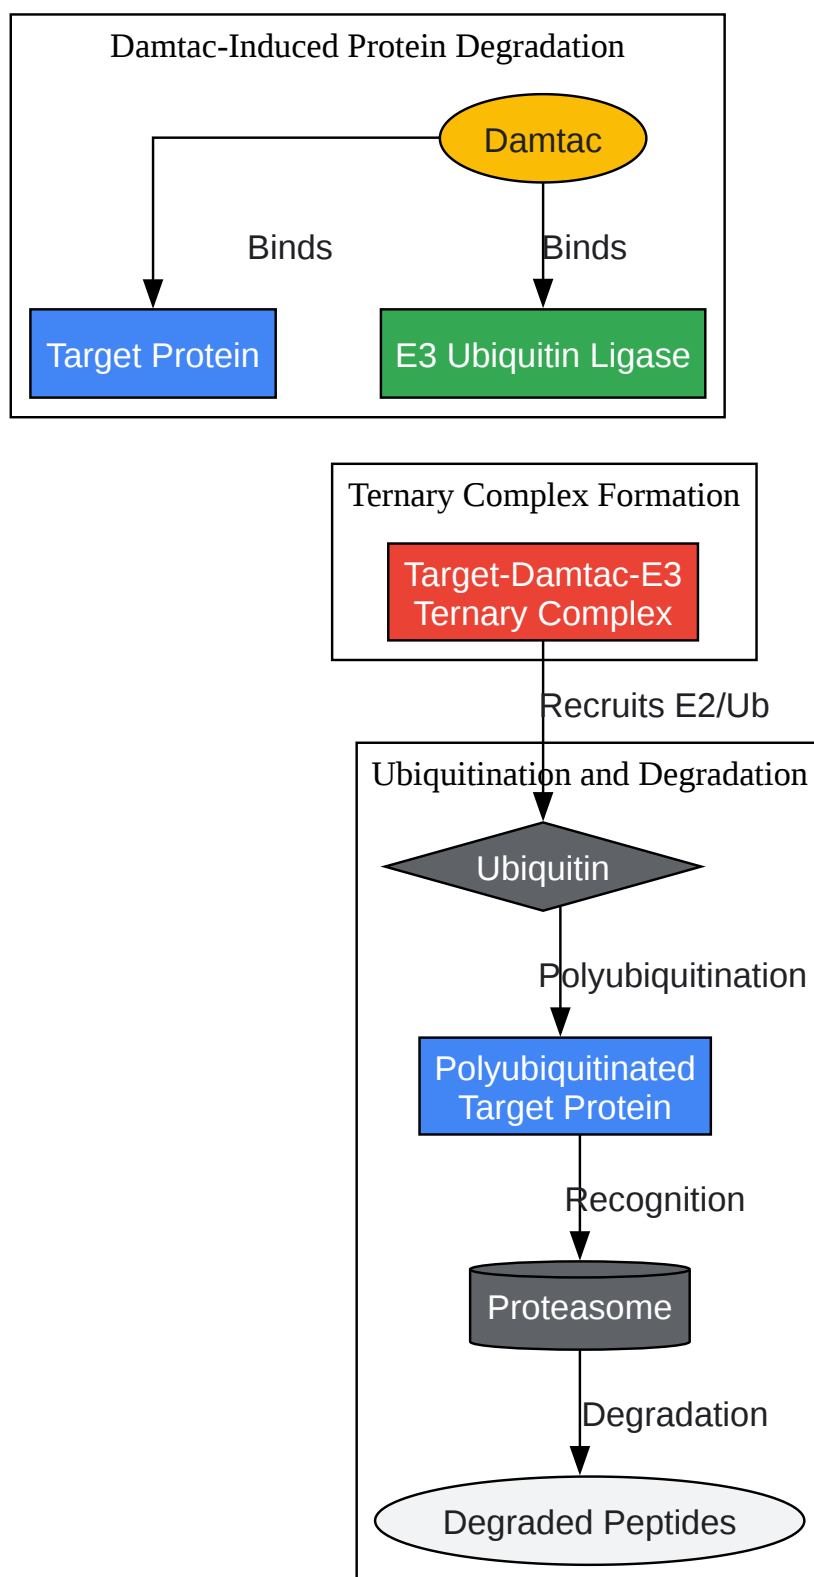 Damtac-Induced Protein Degradation
Damtac
Binds
Binds
Target Protein
E3 Ubiquitin Ligase
Ternary Complex Formation
Target-Damtac-E3
Ternary Complex
Recruits E2/Ub
Ubiquitination and Degradation
Ubiquitin
Polyubiquitination
Polyubiquitinated
Target Protein
Recognition
Proteasome
Degradation
Degraded Peptides